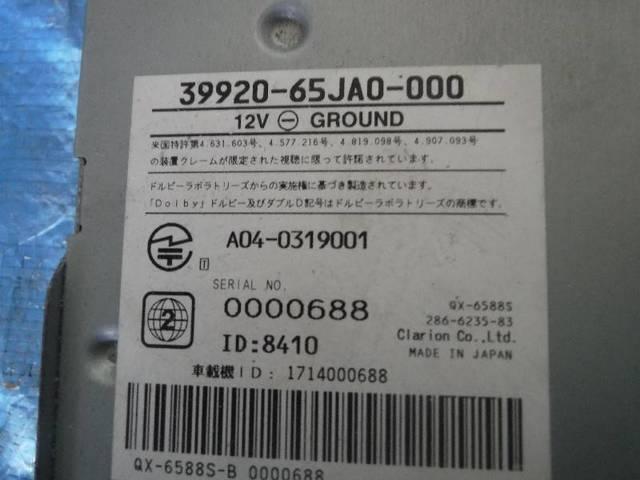 39920-65JA0-000
12V ⊖ GROUND
米国特許第4.631.603号、4.577.216号、4.819.098号、4.907.093号
の装置クレームが限定された視聴に限って許諾されています。
ドルビーラボラトリーズからの実施権に基づき製造されています。
「Dolby」ドルビー及びダブルD記号はドルビーラボラトリーズの商標です。
A04-0319001
T
SERIAL NO.
0000688
QX-6588S
286-6235-83
2
ID:8410
Clarion Co.,Ltd.
MADE IN JAPAN
車載機ID: 1714000688
QX-6588S-B 0000688